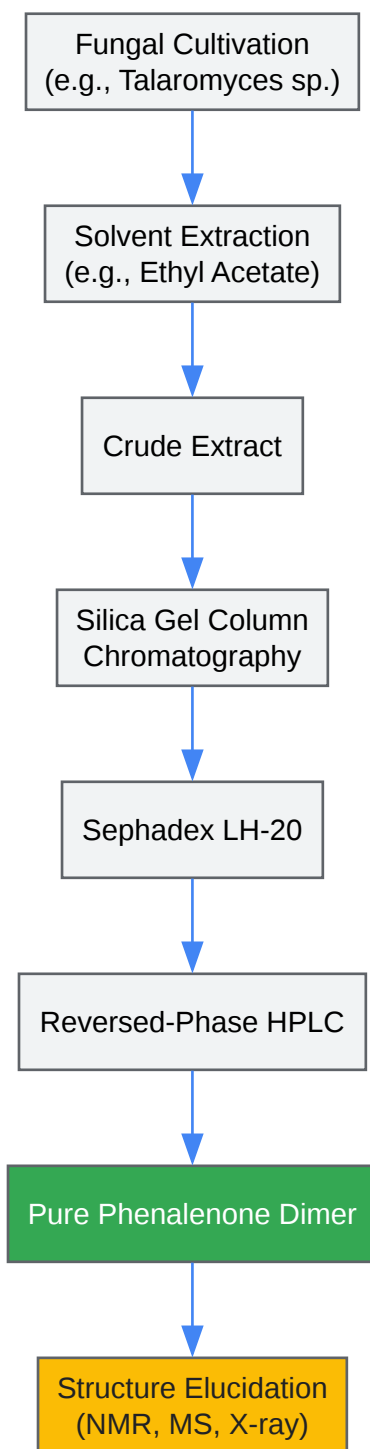 Fungal Cultivation
(e.g., Talaromyces sp.)
Solvent Extraction
(e.g., Ethyl Acetate)
Crude Extract
Silica Gel Column
Chromatography
Sephadex LH-20
Reversed-Phase HPLC
Pure Phenalenone Dimer
Structure Elucidation
(NMR, MS, X-ray)